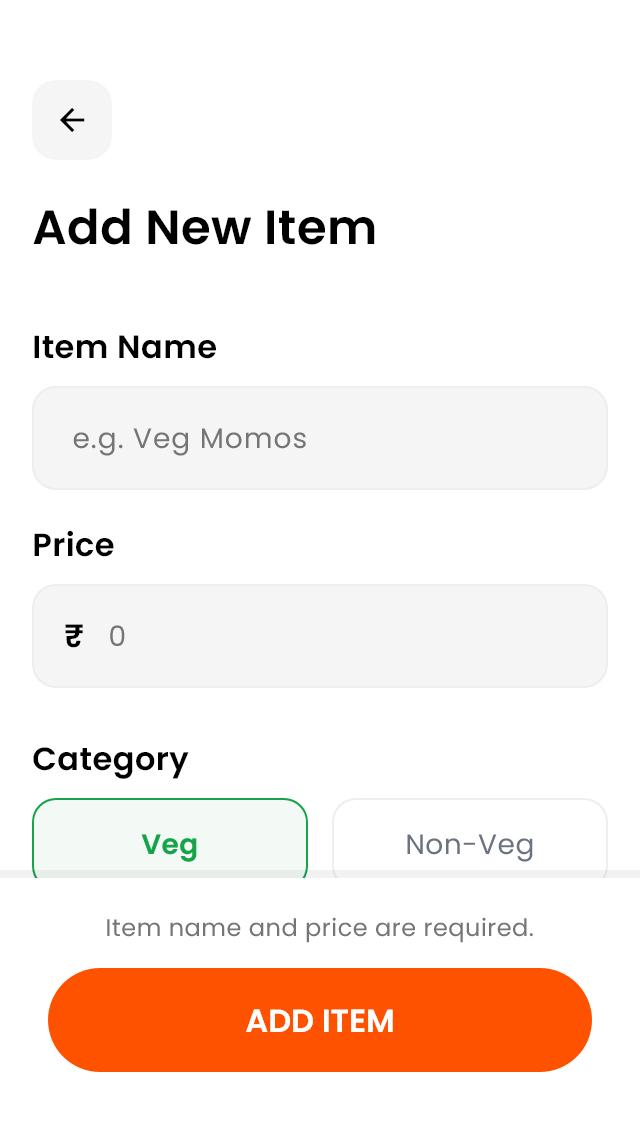 Add New Item
Item Name
e.g. Veg Momos
Price
₹ 0
Category
Veg
Non-Veg
Item name and price are required.
ADD ITEM